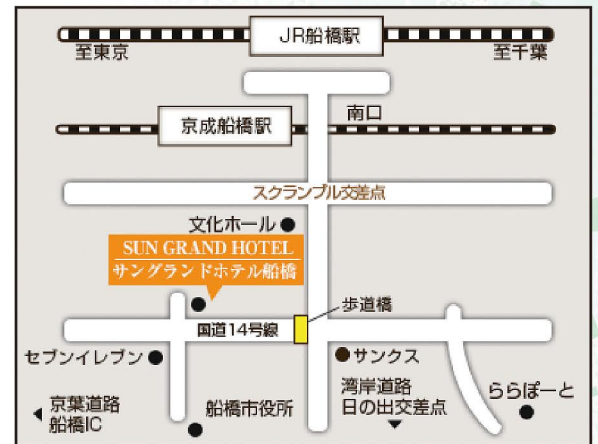 JR船橋駅
至東京
至千葉
京成船橋駅
南口
スクランブル交差点
文化ホール
SUN GRAND HOTEL
サングランドホテル船橋
歩道橋
国道14号線
セブンイレブン
サンクス
京葉道路
船橋IC
船橋市役所
湾岸道路
日の出交差点
ららぽーと